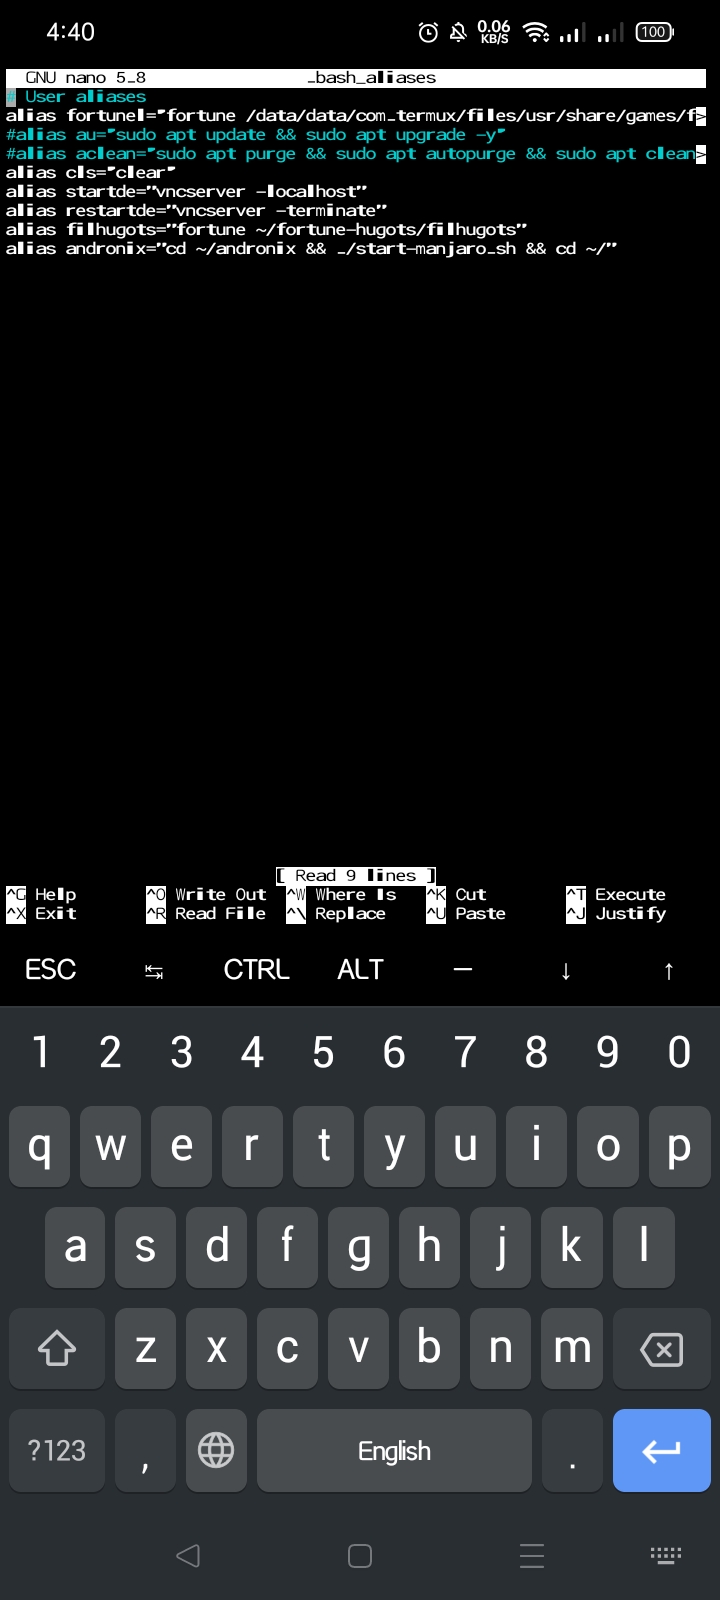 4:40 0.06 KB/S 100
GNU nano 5.8 .bash_aliases
# User aliases
alias fortunel="fortune /data/data/com.termux/files/usr/share/games/f>
#alias au="sudo apt update && sudo apt upgrade -y"
#alias aclean="sudo apt purge && sudo apt autopurge && sudo apt clean>
alias cls="clear"
alias startde="vncserver -localhost"
alias restartde="vncserver -terminate"
alias filhugots="fortune ~/fortune-hugots/filhugots"
alias andronix="cd ~/andronix && ./start-manjaro.sh && cd ~/"
[ Read 9 lines ]
^G Help ^O Write Out ^W Where Is ^K Cut ^T Execute
^X Exit ^R Read File ^\ Replace ^U Paste ^J Justify
ESC ↹ CTRL ALT — ↓ ↑
1 2 3 4 5 6 7 8 9 0
q w e r t y u i o p
a s d f g h j k l
z x c v b n m
?123 , English .